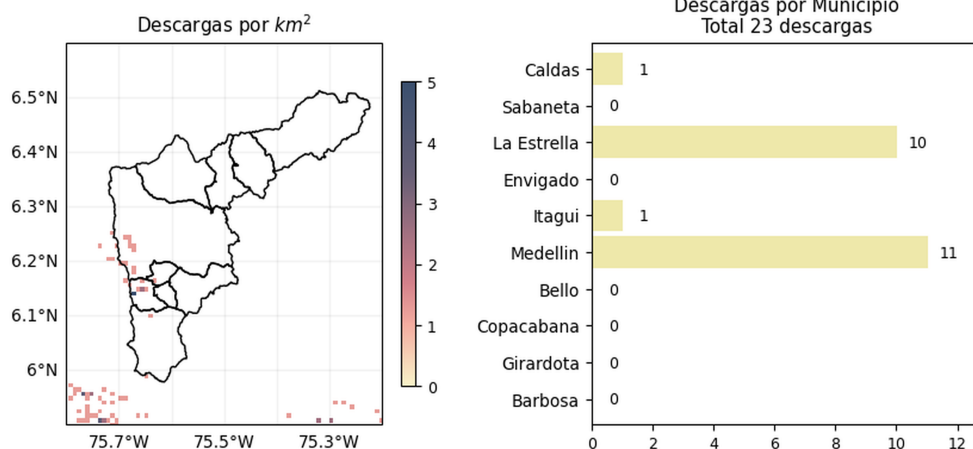 Descargas por km²
6.5°N
6.4°N
6.3°N
6.2°N
6.1°N
6°N
75.7°W 75.5°W 75.3°W
5
4
3
2
1
0
Descargas por Municipio
Total 23 descargas
Caldas 1
Sabaneta 0
La Estrella 10
Envigado 0
Itagui 1
Medellin 11
Bello 0
Copacabana 0
Girardota 0
Barbosa 0
0 2 4 6 8 10 12